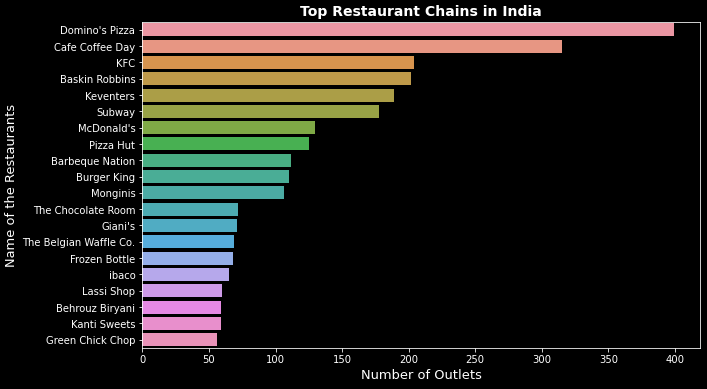 Top Restaurant Chains in India
Name of the Restaurants
Domino's Pizza
Cafe Coffee Day
KFC
Baskin Robbins
Keventers
Subway
McDonald's
Pizza Hut
Barbeque Nation
Burger King
Monginis
The Chocolate Room
Giani's
The Belgian Waffle Co.
Frozen Bottle
ibaco
Lassi Shop
Behrouz Biryani
Kanti Sweets
Green Chick Chop
0 50 100 150 200 250 300 350 400
Number of Outlets